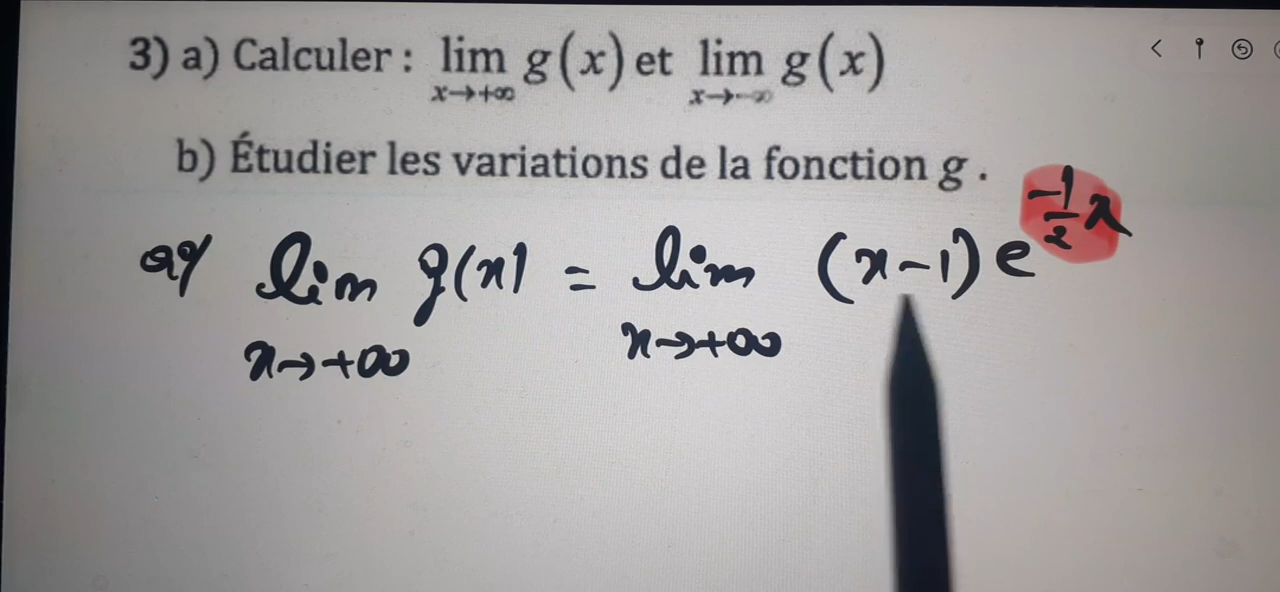 3) a) Calculer : lim g(x) et lim g(x)
x→+∞ x→-∞
b) Étudier les variations de la fonction g .
a) lim g(x) = lim (x-1)e^{-1/2 x}
x→+∞ x→+∞